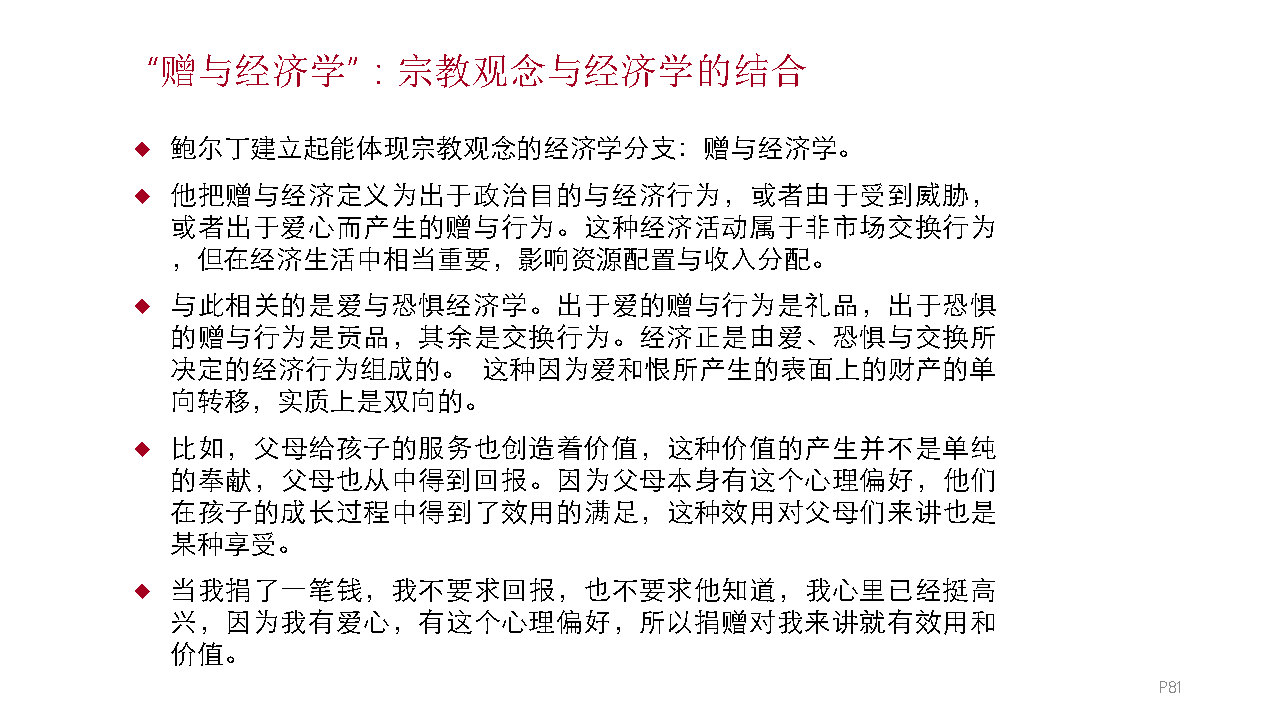 “赠与经济学”：宗教观念与经济学的结合
◆ 鲍尔丁建立起能体现宗教观念的经济学分支：赠与经济学。
◆ 他把赠与经济定义为出于政治目的与经济行为，或者由于受到威胁，
或者出于爱心而产生的赠与行为。这种经济活动属于非市场交换行为
，但在经济生活中相当重要，影响资源配置与收入分配。
◆ 与此相关的是爱与恐惧经济学。出于爱的赠与行为是礼品，出于恐惧
的赠与行为是贡品，其余是交换行为。经济正是由爱、恐惧与交换所
决定的经济行为组成的。 这种因为爱和恨所产生的表面上的财产的单
向转移，实质上是双向的。
◆ 比如，父母给孩子的服务也创造着价值，这种价值的产生并不是单纯
的奉献，父母也从中得到回报。因为父母本身有这个心理偏好，他们
在孩子的成长过程中得到了效用的满足，这种效用对父母们来讲也是
某种享受。
◆ 当我捐了一笔钱，我不要求回报，也不要求他知道，我心里已经挺高
兴，因为我有爱心，有这个心理偏好，所以捐赠对我来讲就有效用和
价值。
P81